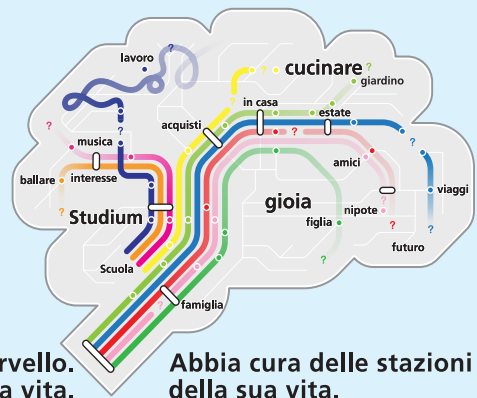 ?
lavoro
?
cucinare
giardino
?
in casa
acquisti
estate
?
musica
?
?
amici
ballare
interesse
?
viaggi
Studium
gioia
nipote
figlia
?
?
?
futuro
Scuola
?
famiglia
?
rvello.
a vita.
Abbia cura delle stazioni
della sua vita.